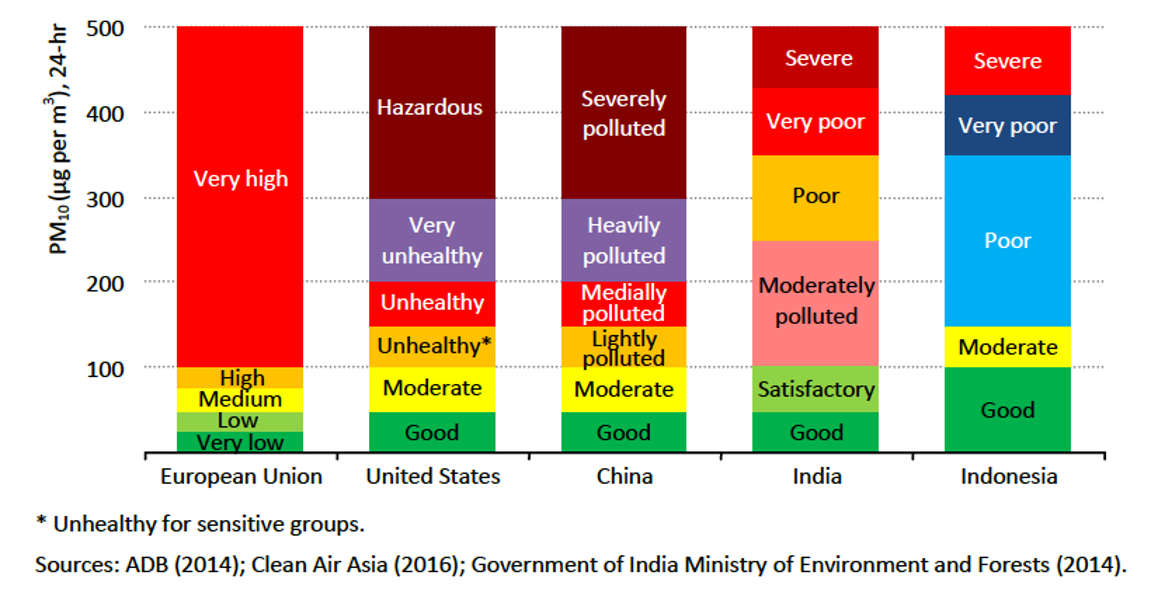 PM10 (µg per m3), 24-hr
500
400
300
200
100
Very high
High
Medium
Low
Very low
Hazardous
Very
unhealthy
Unhealthy
Unhealthy*
Moderate
Good
Severely
polluted
Heavily
polluted
Medially
polluted
Lightly
polluted
Moderate
Good
Severe
Very poor
Poor
Moderately
polluted
Satisfactory
Good
Severe
Very poor
Poor
Moderate
Good
European Union
United States
China
India
Indonesia
* Unhealthy for sensitive groups.
Sources: ADB (2014); Clean Air Asia (2016); Government of India Ministry of Environment and Forests (2014).